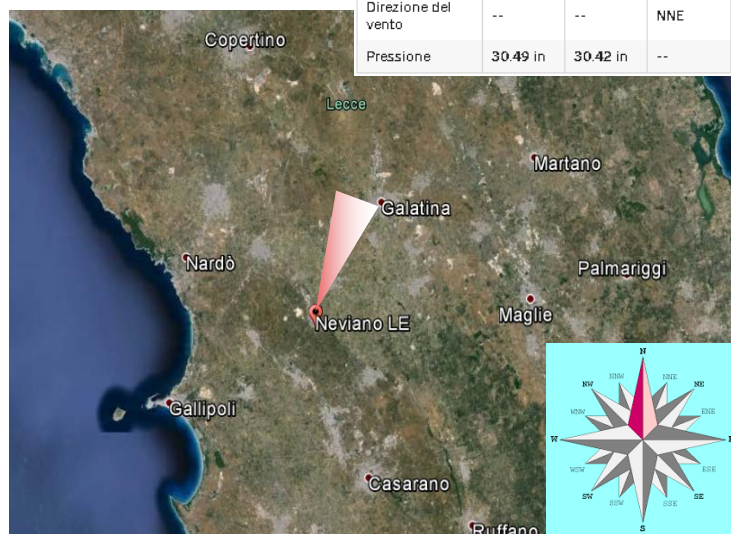 Direzione del vento -- -- NNE
Pressione 30.49 in 30.42 in --
Copertino
Lecce
Martano
Galatina
Nardò
Palmariggi
Maglie
Neviano LE
Gallipoli
Casarano
Ruffano
N
NNW NNE
NW NE
WNW ENE
W E
WSW ESE
SW SE
SSW SSE
S